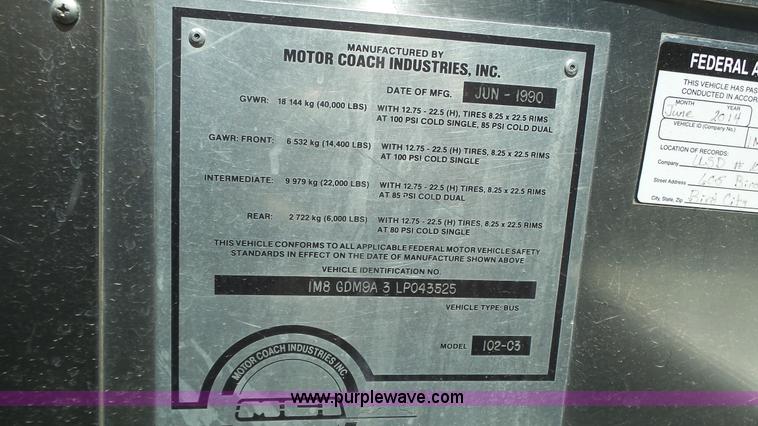 MANUFACTURED BY
MOTOR COACH INDUSTRIES, INC.
DATE OF MFG. JUN - 1990
GVWR: 18 144 kg (40,000 LBS) WITH 12.75 - 22.5 (H), TIRES 8.25 x 22.5 RIMS
AT 100 PSI COLD SINGLE, 85 PSI COLD DUAL
GAWR: FRONT: 6 532 kg (14,400 LBS) WITH 12.75 - 22.5 (H) TIRES, 8.25 x 22.5 RIMS
AT 100 PSI COLD SINGLE
INTERMEDIATE: 9 979 kg (22,000 LBS) WITH 12.75 - 22.5 (H) TIRES, 8.25 x 22.5 RIMS
AT 85 PSI COLD DUAL
REAR: 2 722 kg (6,000 LBS) WITH 12.75 - 22.5 (H) TIRES, 8.25 x 22.5 RIMS
AT 80 PSI COLD SINGLE
THIS VEHICLE CONFORMS TO ALL APPLICABLE FEDERAL MOTOR VEHICLE SAFETY
STANDARDS IN EFFECT ON THE DATE OF MANUFACTURE SHOWN ABOVE
VEHICLE IDENTIFICATION NO.
1M8 GDM9A 3 LP043525
VEHICLE TYPE: BUS
MODEL 102-03
MOTOR COACH INDUSTRIES INC.
MCI
FEDERAL A
THIS VEHICLE HAS PAS
CONDUCTED IN ACCOR
MONTH YEAR
June 2014
VEHICLE ID (Company No.)
LOCATION OF RECORDS:
Company USD #
Street Address
City, State, Zip Bird City
www.purplewave.com